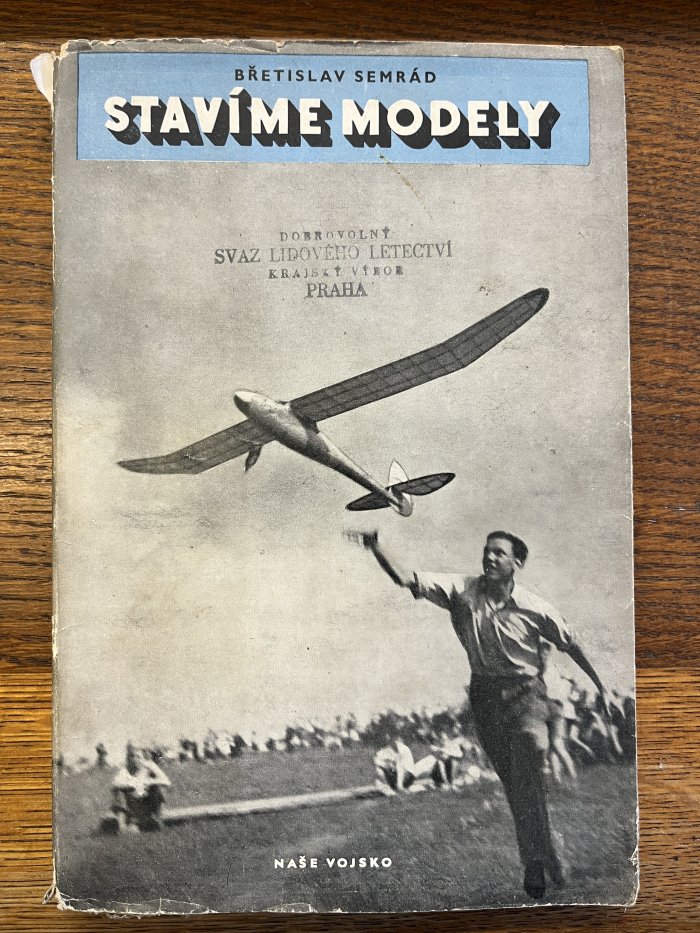 BŘETISLAV SEMRÁD
STAVÍME MODELY
DOBROVOLNÝ
SVAZ LIDOVÉHO LETECTVÍ
KRAJSKÝ VÝBOR
PRAHA
NAŠE VOJSKO